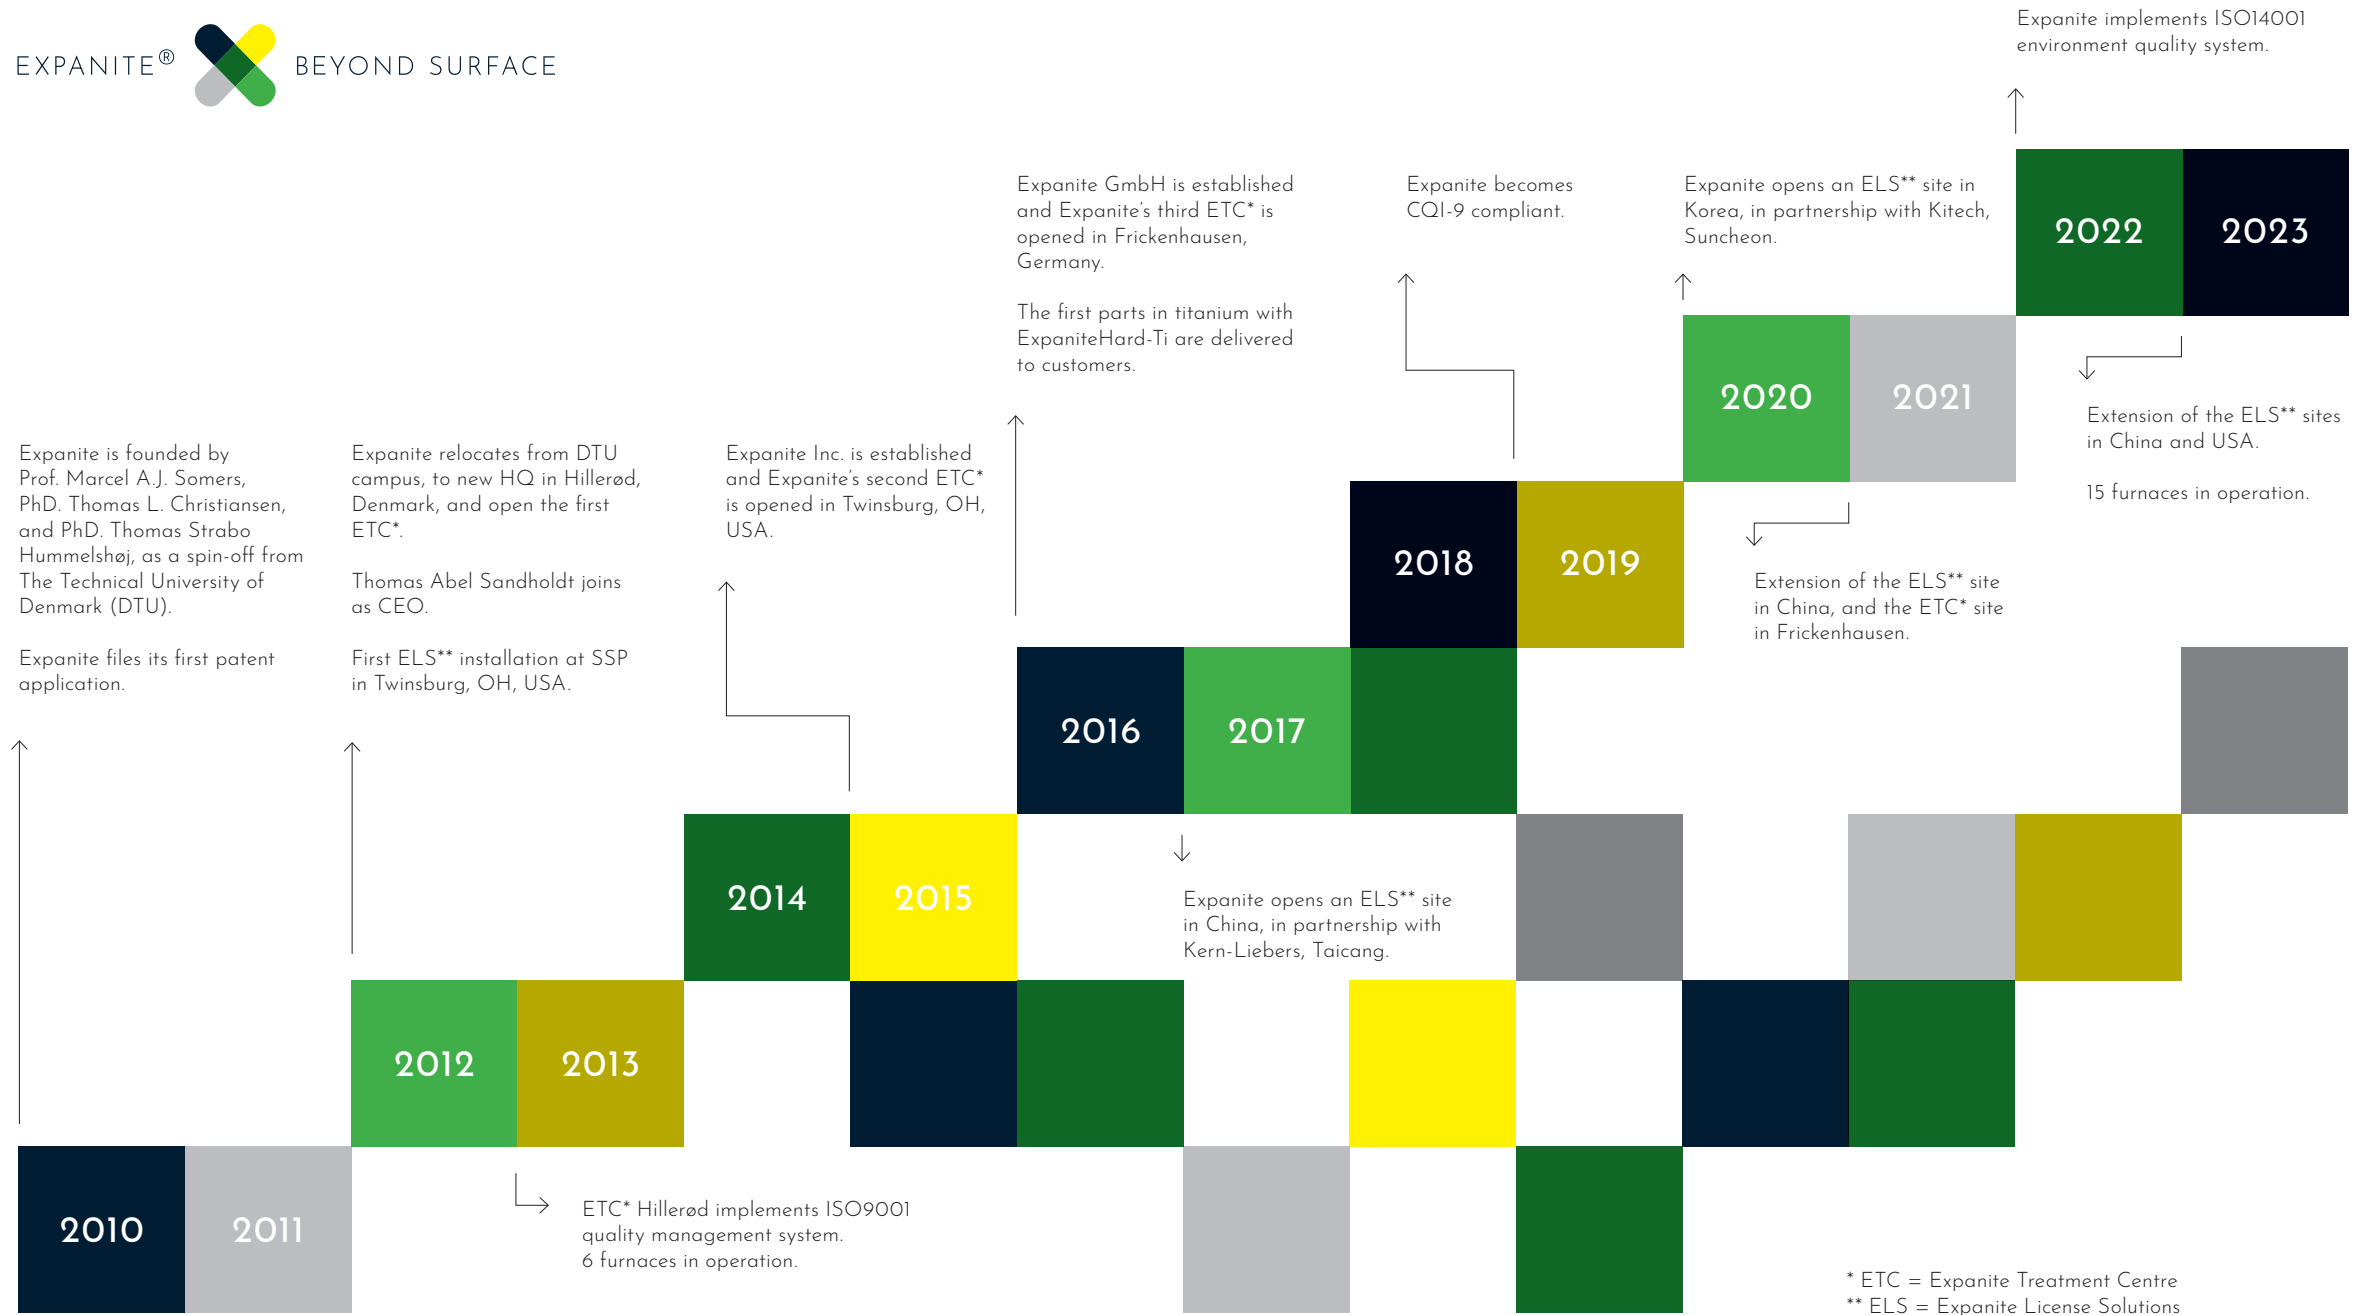 EXPANITE® BEYOND SURFACE
Expanite implements ISO14001
environment quality system.
Expanite GmbH is established
and Expanite's third ETC* is
opened in Frickenhausen,
Germany.
The first parts in titanium with
ExpaniteHard-Ti are delivered
to customers.
Expanite becomes
CQI-9 compliant.
Expanite opens an ELS** site in
Korea, in partnership with Kitech,
Suncheon.
2022
2023
2020
2021
Extension of the ELS** sites
in China and USA.
15 furnaces in operation.
Expanite is founded by
Prof. Marcel A.J. Somers,
PhD. Thomas L. Christiansen,
and PhD. Thomas Strabo
Hummelshøj, as a spin-off from
The Technical University of
Denmark (DTU).
Expanite files its first patent
application.
Expanite relocates from DTU
campus, to new HQ in Hillerød,
Denmark, and open the first
ETC*.
Thomas Abel Sandholdt joins
as CEO.
First ELS** installation at SSP
in Twinsburg, OH, USA.
Expanite Inc. is established
and Expanite's second ETC*
is opened in Twinsburg, OH,
USA.
2018
2019
Extension of the ELS** site
in China, and the ETC* site
in Frickenhausen.
2016
2017
2014
2015
Expanite opens an ELS** site
in China, in partnership with
Kern-Liebers, Taicang.
2012
2013
2010
2011
ETC* Hillerød implements ISO9001
quality management system.
6 furnaces in operation.
* ETC = Expanite Treatment Centre
** ELS = Expanite License Solutions